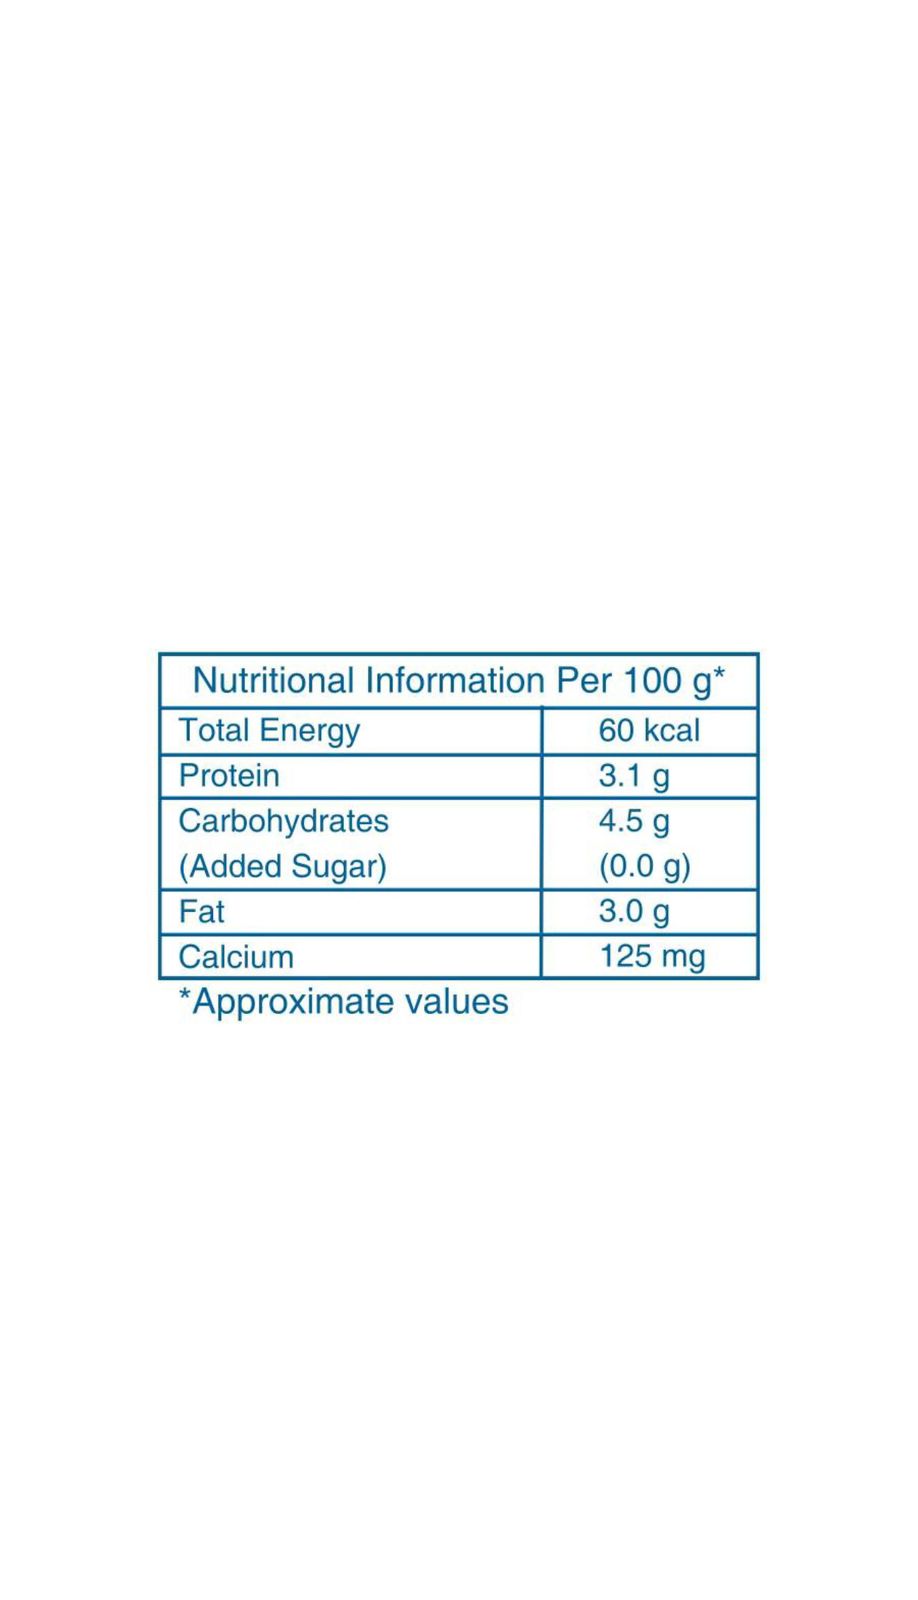 Nutritional Information Per 100 g*
Total Energy 60 kcal
Protein 3.1 g
Carbohydrates 4.5 g
(Added Sugar) (0.0 g)
Fat 3.0 g
Calcium 125 mg
*Approximate values